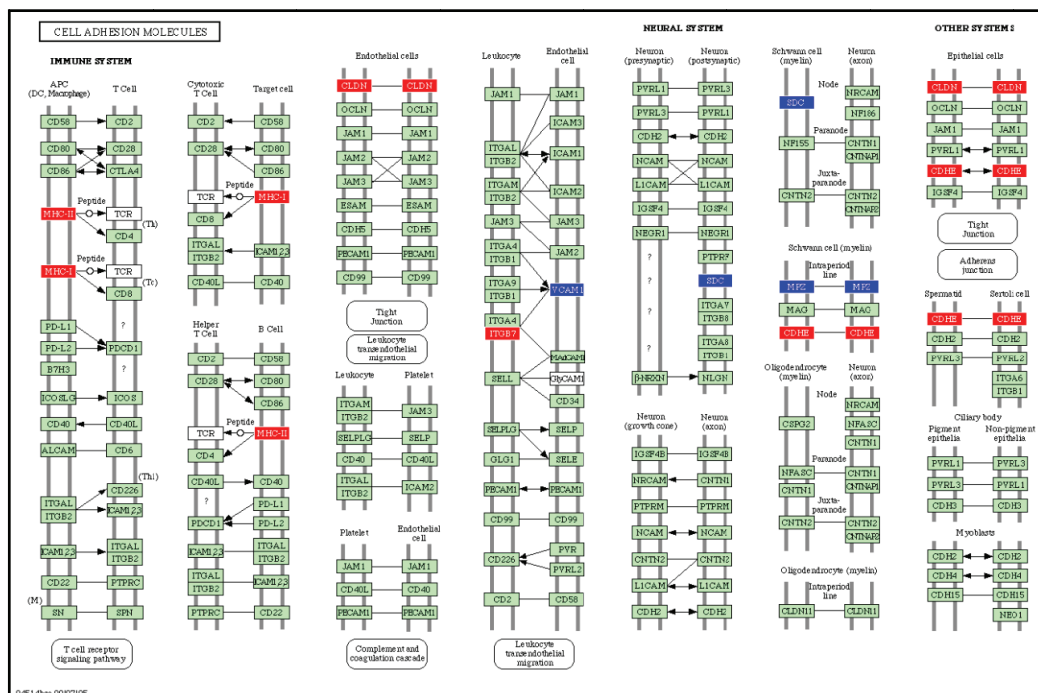 CELL ADHESION MOLECULES
IMMUNE SYSTEM
APC
(DC, Macrophage)
T Cell
CD58
CD2
CD80
CD28
CD86
CTLA4
Peptide
MHC-II
TCR
(Th)
CD4
Peptide
MHC-I
TCR
(Tc)
CD8
PD-L1
?
PD-L2
PDCD1
B7H3
?
ICOSLG
ICOS
CD40
CD40L
ALCAM
CD6
(Th1)
CD226
ITGAL
ITGB2
ICAM1,2,3
ICAM1,2,3
ITGAL
ITGB2
CD22
PTPRC
(M)
SN
SPN
T cell receptor
signaling pathway
Cytotoxic
T Cell
Target cell
CD2
CD58
CD28
CD80
CD86
Peptide
TCR
MHC-I
CD8
ITGAL
ITGB2
ICAM1,2,3
CD40L
CD40
Helper
T Cell
B Cell
CD2
CD58
CD28
CD80
CD86
Peptide
TCR
MHC-II
CD4
CD40L
CD40
?
PD-L1
PDCD1
PD-L2
ICAM1,2,3
ITGAL
ITGB2
ITGAL
ITGB2
ICAM1,2,3
PTPRC
CD22
Endothelial cells
CLDN
CLDN
OCLN
OCLN
JAM1
JAM1
JAM2
JAM2
JAM3
JAM3
ESAM
ESAM
CDH5
CDH5
PECAM1
PECAM1
CD99
CD99
Tight
Junction
Leukocyte
transendothelial
migration
Leukocyte
Platelet
ITGAM
ITGB2
JAM3
SELPLG
SELP
CD40
CD40L
ITGAL
ITGB2
ICAM2
Platelet
Endothelial
cell
JAM1
JAM1
CD40L
CD40
PECAM1
PECAM1
Complement and
coagulation cascade
Leukocyte
Endothelial
cell
JAM1
JAM1
ICAM3
ITGAL
ITGB2
ICAM1
ITGAM
ITGB2
ICAM2
JAM3
JAM3
ITGA4
ITGB1
JAM2
ITGA9
ITGB1
VCAM1
ITGA4
ITGB7
MadCAM1
SELL
GlyCAM1
CD34
SELPLG
SELP
GLG1
SELE
PECAM1
PECAM1
CD99
CD99
CD226
PVR
PVRL2
CD2
CD58
Leukocyte
transendothelial
migration
NEURAL SYSTEM
Neuron
(presynaptic)
Neuron
(postsynaptic)
PVRL1
PVRL3
PVRL3
PVRL1
CDH2
CDH2
NCAM
NCAM
L1CAM
L1CAM
IGSF4
IGSF4
NEGR1
NEGR1
?
PTPRF
?
SDC
?
ITGAV
ITGB8
?
ITGA8
ITGB1
β-NRXN
NLGN
Neuron
(growth cone)
Neuron
(axon)
IGSF4B
IGSF4B
NRCAM
CNTN1
PTPRM
PTPRM
NCAM
NCAM
CNTN2
CNTN2
L1CAM
L1CAM
CDH2
CDH2
Schwann cell
(myelin)
Neuron
(axon)
Node
SDC
NRCAM
NF186
Paranode
NF155
CNTN1
CNTNAP1
Juxta-
paranode
CNTN2
CNTN2
CNTNAP2
Schwann cell (myelin)
Intraperiod
line
MPZ
MPZ
MAG
MAG
CDHE
CDHE
Oligodendrocyte
(myelin)
Neuron
(axon)
Node
CSPG2
NRCAM
NFASC
CNTN1
Paranode
NFASC
CNTN1
CNTN1
CNTNAP1
Juxta-
paranode
CNTN2
CNTN2
CNTNAP2
Oligodendrocyte (myelin)
Intraperiod
line
CLDN11
CLDN11
OTHER SYSTEMS
Epithelial cells
CLDN
CLDN
OCLN
OCLN
JAM1
JAM1
PVRL1
PVRL1
CDHE
CDHE
IGSF4
IGSF4
Tight
Junction
Adherens
junction
Spermatid
Sertoli cell
CDHE
CDHE
CDH2
CDH2
PVRL3
PVRL2
ITGA6
ITGB1
Ciliary body
Pigment
epithelia
Non-pigment
epithelia
PVRL1
PVRL3
PVRL3
PVRL1
CDH3
CDH3
Myoblasts
CDH2
CDH2
CDH4
CDH4
CDH15
CDH15
NEO1